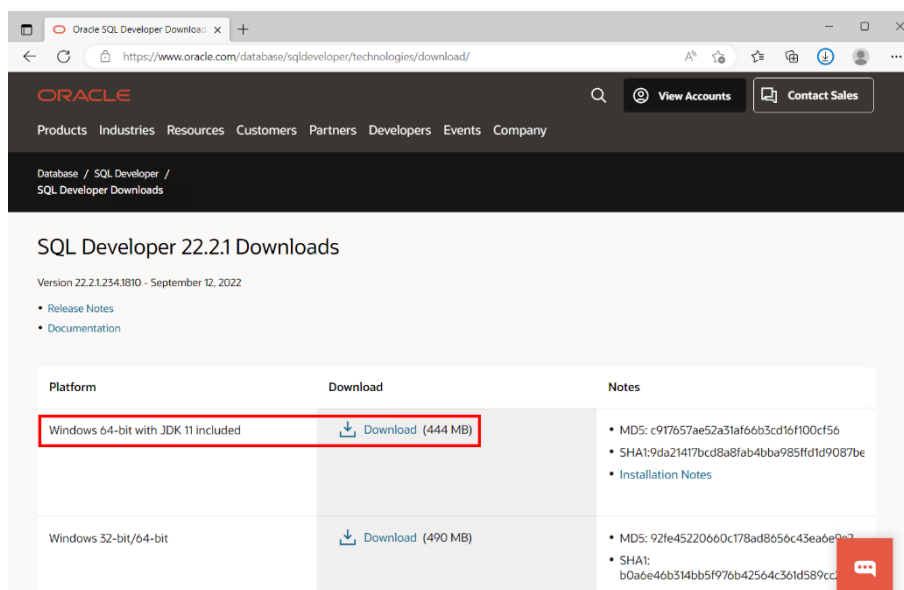 Oracle SQL Developer Download
https://www.oracle.com/database/sqldeveloper/technologies/download/
ORACLE
View Accounts
Contact Sales
Products Industries Resources Customers Partners Developers Events Company
Database / SQL Developer /
SQL Developer Downloads
SQL Developer 22.2.1 Downloads
Version 22.2.1.234.1810 - September 12, 2022
• Release Notes
• Documentation
Platform Download Notes
Windows 64-bit with JDK 11 included Download (444 MB) • MD5: c917657ae52a31af66b3cd16f100cf56
• SHA1:9da21417bcd8a8fab4bba985ffd1d9087be
• Installation Notes
Windows 32-bit/64-bit Download (490 MB) • MD5: 92fe45220660c178ad8656c43ea6e9e2
• SHA1:
b0a6e46b314bb5f976b42564c361d589cc2